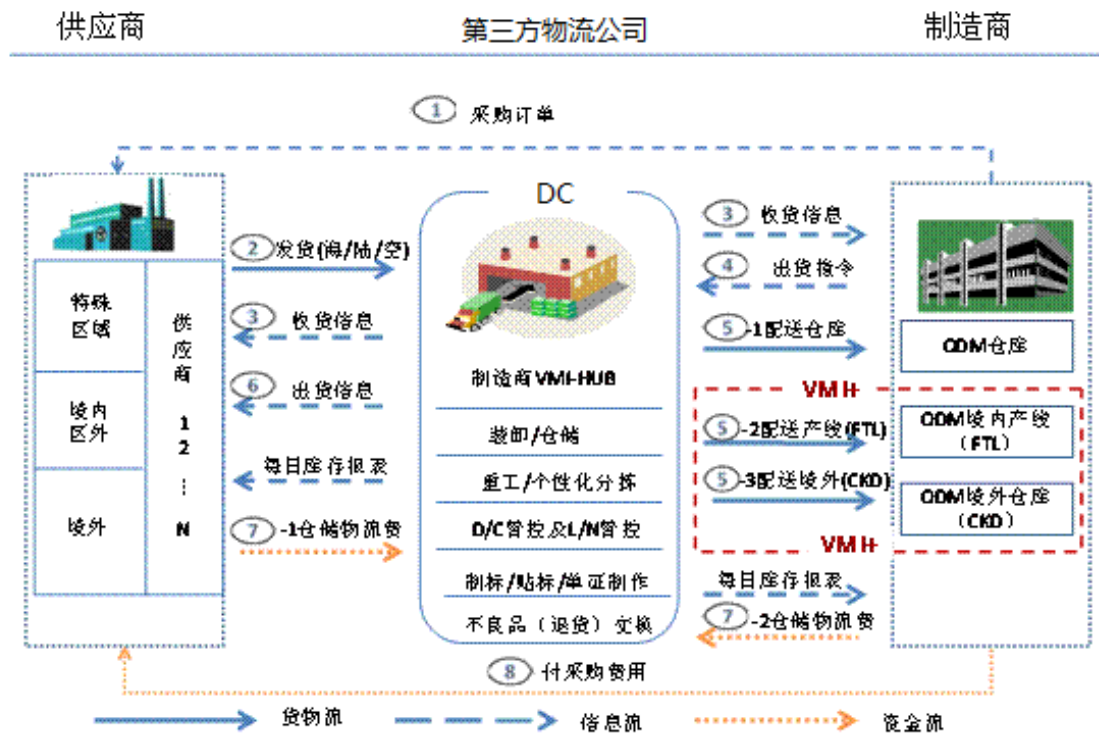 供应商
第三方物流公司
制造商
① 采购订单
DC
② 发货(海/陆/空)
③ 收货信息
⑥ 出货信息
每日库存报表
⑦-1仓储物流费
特殊
区域
境内
区外
境外
供
应
商
1
2
⋮
N
制造商VMI-HUB
装卸/仓储
重工/个性化分拣
D/C管控及L/N管控
制标/贴标/单证制作
不良品（退货）交换
③ 收货信息
④ 出货指令
⑤-1配送仓库
VMI+
⑤-2配送产线(FTL)
⑤-3配送境外(CKD)
VMI+
每日库存报表
⑦-2仓储物流费
ODM仓库
ODM境内产线
（FTL）
ODM境外仓库
（CKD）
⑧ 付采购费用
货物流
信息流
资金流